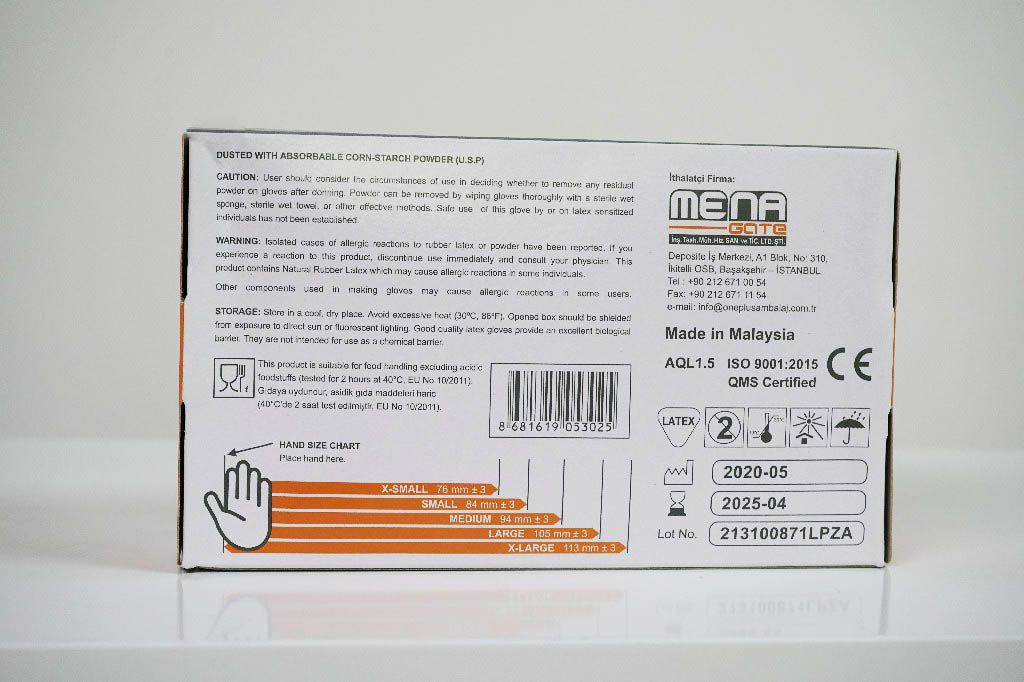 DUSTED WITH ABSORBABLE CORN-STARCH POWDER (U.S.P)
CAUTION: User should consider the circumstances of use in deciding whether to remove any residual
powder on gloves after donning. Powder can be removed by wiping gloves thoroughly with a sterile wet
sponge, sterile wet towel, or other effective methods. Safe use of this glove by or on latex sensitized
individuals has not been established.
WARNING: Isolated cases of allergic reactions to rubber latex or powder have been reported. If you
experience a reaction to this product, discontinue use immediately and consult your physician. This
product contains Natural Rubber Latex which may cause allergic reactions in some individuals.
Other components used in making gloves may cause allergic reactions in some users.
STORAGE: Store in a cool, dry place. Avoid excessive heat (30ºC, 86ºF). Opened box should be shielded
from exposure to direct sun or fluorescent lighting. Good quality latex gloves provide an excellent biological
barrier. They are not intended for use as a chemical barrier.
f
This product is suitable for food handling excluding acidic
foodstuffs (tested for 2 hours at 40°C, EU No 10/2011).
Gıdaya uygundur, asidik gıda maddeleri hariç
(40°C'de 2 saat test edilmiştir, EU No 10/2011).
8 681619 053025
HAND SIZE CHART
Place hand here.
X-SMALL 76 mm ± 3
SMALL 84 mm ± 3
MEDIUM 94 mm ± 3
LARGE 105 mm ± 3
X-LARGE 113 mm ± 3
İthalatçi Firma:
MENA
GATE
İnş. Tesh. Müh. Hiz. SAN. ve TİC. LTD. ŞTİ.
Deposite İş Merkezi, A1 Blok, No: 310,
İkitelli OSB, Başakşehir – İSTANBUL
Tel : +90 212 671 00 54
Fax: +90 212 671 11 54
e-mail: info@oneplusambalaj.com.tr
Made in Malaysia
AQL1.5 ISO 9001:2015 CE
QMS Certified
LATEX
2
2020-05
2025-04
Lot No. 213100871LPZA